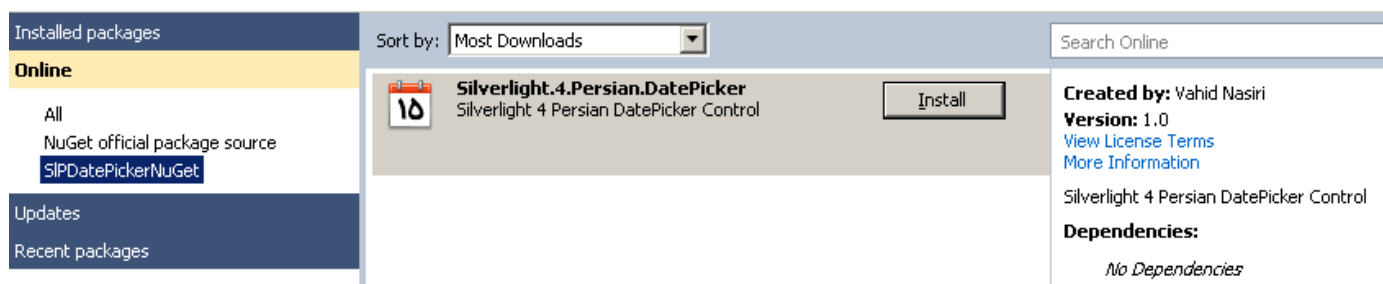 Installed packages
Online
All
NuGet official package source
SlPDatePickerNuGet
Updates
Recent packages
Sort by: Most Downloads
۱۵
Silverlight.4.Persian.DatePicker
Silverlight 4 Persian DatePicker Control
Install
Search Online
Created by: Vahid Nasiri
Version: 1.0
View License Terms
More Information
Silverlight 4 Persian DatePicker Control
Dependencies:
No Dependencies